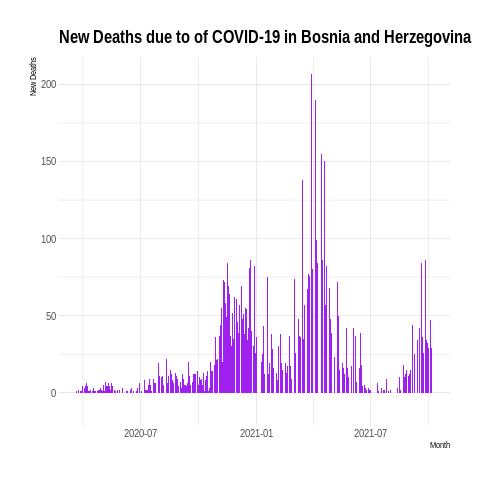 New Deaths due to of COVID-19 in Bosnia and Herzegovina
New Deaths
200
150
100
50
0
2020-07 2021-01 2021-07
Month